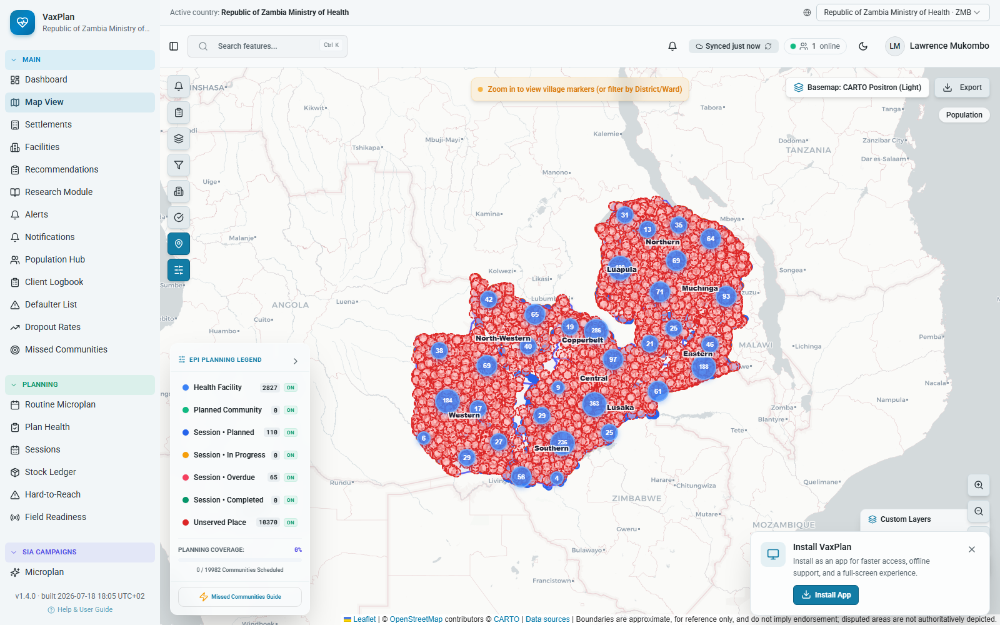 VaxPlan
Republic of Zambia Ministry of...
MAIN
Dashboard
Map View
Settlements
Facilities
Recommendations
Research Module
Alerts
Notifications
Population Hub
Client Logbook
Defaulter List
Dropout Rates
Missed Communities
PLANNING
Routine Microplan
Plan Health
Sessions
Stock Ledger
Hard-to-Reach
Field Readiness
SIA CAMPAIGNS
Microplan
v1.4.0 · built 2026-07-18 18:05 UTC+02
Help & User Guide
Active country: Republic of Zambia Ministry of Health
Republic of Zambia Ministry of Health · ZMB
Search features...
Ctrl K
Synced just now
1 online
LM
Lawrence Mukombo
Zoom in to view village markers (or filter by District/Ward)
Basemap: CARTO Positron (Light)
Export
Population
INSHASA
Kikwit
Tabora
Tanga
Kalemie
Mbuji-Mayi
Tshikapa
Dodoma
Zanzibar City
TANZANIA
Dar es-Salaam
Manono
Uíge
Kamina
Mbeya
Malanje
Kolwezi
Likasi
Songea
Sumbe
Lubumb
zuzu
ANGOLA
Luena
Cuito
Huambo
MALAWI
Lichinga
Pemba
we
Nacala
Nampula
Zomba
Blantyre
Tete
Rundu
Living
Harare
Chitungwiza
Quelimane
ZIMBABWE
Mutare
MOZAMBIQUE
Gweru
Bulawayo
Francistown
Windhoek
31
13
35
64
Northern
69
Luapula
71
Muchinga
93
42
65
19
286
25
North-Western
40
Copperbelt
21
46
Eastern
38
69
97
188
Central
9
61
184
17
363
Western
29
Lusaka
6
27
25
236
Southern
29
56
4
EPI PLANNING LEGEND
Health Facility 2827 ON
Planned Community 0 ON
Session • Planned 110 ON
Session • In Progress 0 ON
Session • Overdue 65 ON
Session • Completed 0 ON
Unserved Place 10370 ON
PLANNING COVERAGE: 0%
0 / 19982 Communities Scheduled
Missed Communities Guide
Custom Layers
Install VaxPlan
Install as an app for faster access, offline
support, and a full-screen experience.
Install App
Leaflet | © OpenStreetMap contributors © CARTO | Data sources | Boundaries are approximate, for reference only, and do not imply endorsement; disputed areas are not authoritatively depicted.